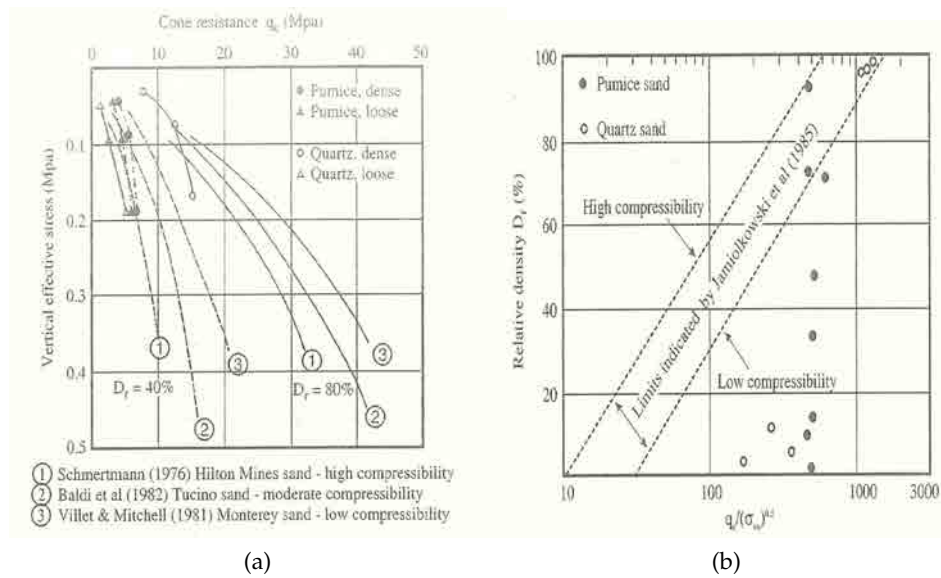 Cone resistance qc (Mpa)
0 10 20 30 40 50
Vertical effective stress (Mpa)
0.1
0.2
0.3
0.4
0.5
Pumice, dense
Pumice, loose
Quartz, dense
Quartz, loose
1
2
3
1
2
3
Dr = 40%
Dr = 80%
1 Schmertmann (1976) Hilton Mines sand - high compressibility
2 Baldi et al (1982) Tucino sand - moderate compressibility
3 Villet & Mitchell (1981) Monterey sand - low compressibility
(a)
Relative density Dr (%)
100
80
60
40
20
Pumice sand
Quartz sand
High compressibility
Limits indicated by Jamiolkowski et al (1985)
Low compressibility
10 100 1000 3000
(b)